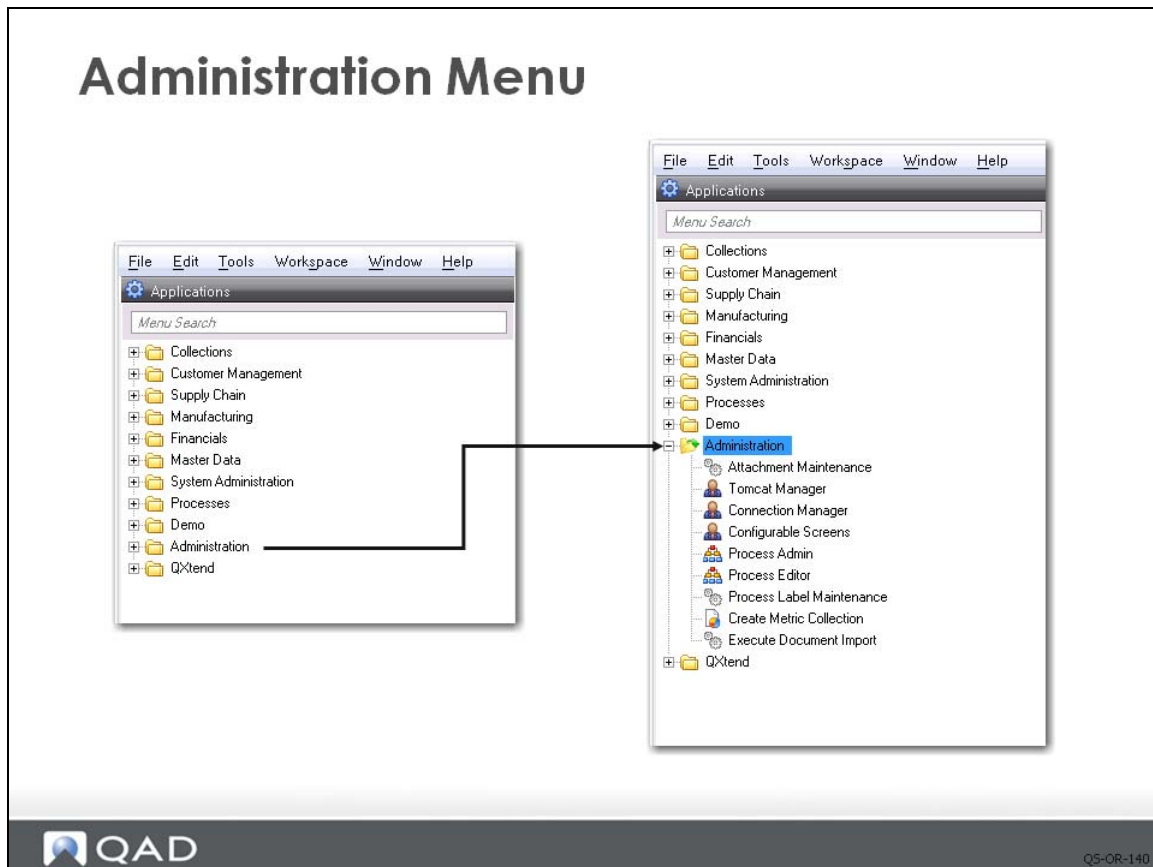 Administration Menu
File Edit Tools Workspace Window Help
Applications
Menu Search
Collections
Customer Management
Supply Chain
Manufacturing
Financials
Master Data
System Administration
Processes
Demo
Administration
QXtend
File Edit Tools Workspace Window Help
Applications
Menu Search
Collections
Customer Management
Supply Chain
Manufacturing
Financials
Master Data
System Administration
Processes
Demo
Administration
Attachment Maintenance
Tomcat Manager
Connection Manager
Configurable Screens
Process Admin
Process Editor
Process Label Maintenance
Create Metric Collection
Execute Document Import
QXtend
QAD
Q5-OR-140